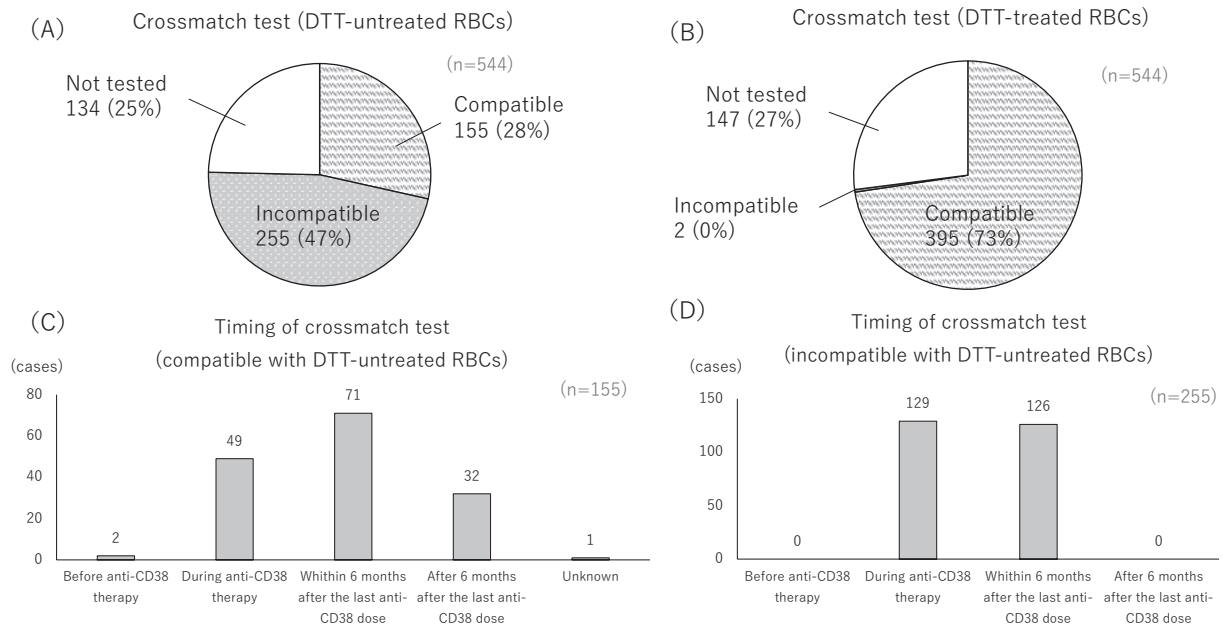 (A)
Crossmatch test (DTT-untreated RBCs)
(n=544)
Not tested
134 (25%)
Compatible
155 (28%)
Incompatible
255 (47%)
(B)
Crossmatch test (DTT-treated RBCs)
(n=544)
Not tested
147 (27%)
Incompatible
2 (0%)
Compatible
395 (73%)
(C)
Timing of crossmatch test
(compatible with DTT-untreated RBCs)
(cases)
(n=155)
80
60
40
20
0
2
49
71
32
1
Before anti-CD38
therapy
During anti-CD38
therapy
Whithin 6 months
after the last anti-
CD38 dose
After 6 months
after the last anti-
CD38 dose
Unknown
(D)
Timing of crossmatch test
(incompatible with DTT-untreated RBCs)
(cases)
(n=255)
150
100
50
0
0
129
126
0
Before anti-CD38
therapy
During anti-CD38
therapy
Whithin 6 months
after the last anti-
CD38 dose
After 6 months
after the last anti-
CD38 dose